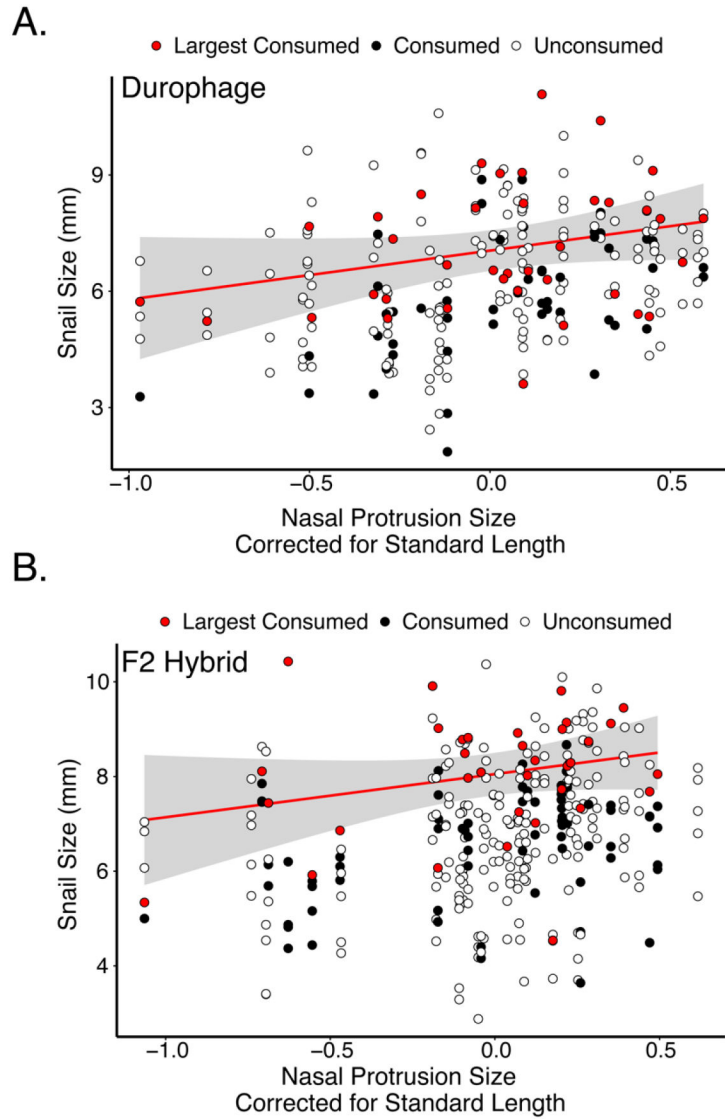 A.
Largest Consumed Consumed Unconsumed
Durophage
9
6
3
Snail Size (mm)
−1.0 −0.5 0.0 0.5
Nasal Protrusion Size
Corrected for Standard Length
B.
Largest Consumed Consumed Unconsumed
F2 Hybrid
10
8
6
4
Snail Size (mm)
−1.0 −0.5 0.0 0.5
Nasal Protrusion Size
Corrected for Standard Length